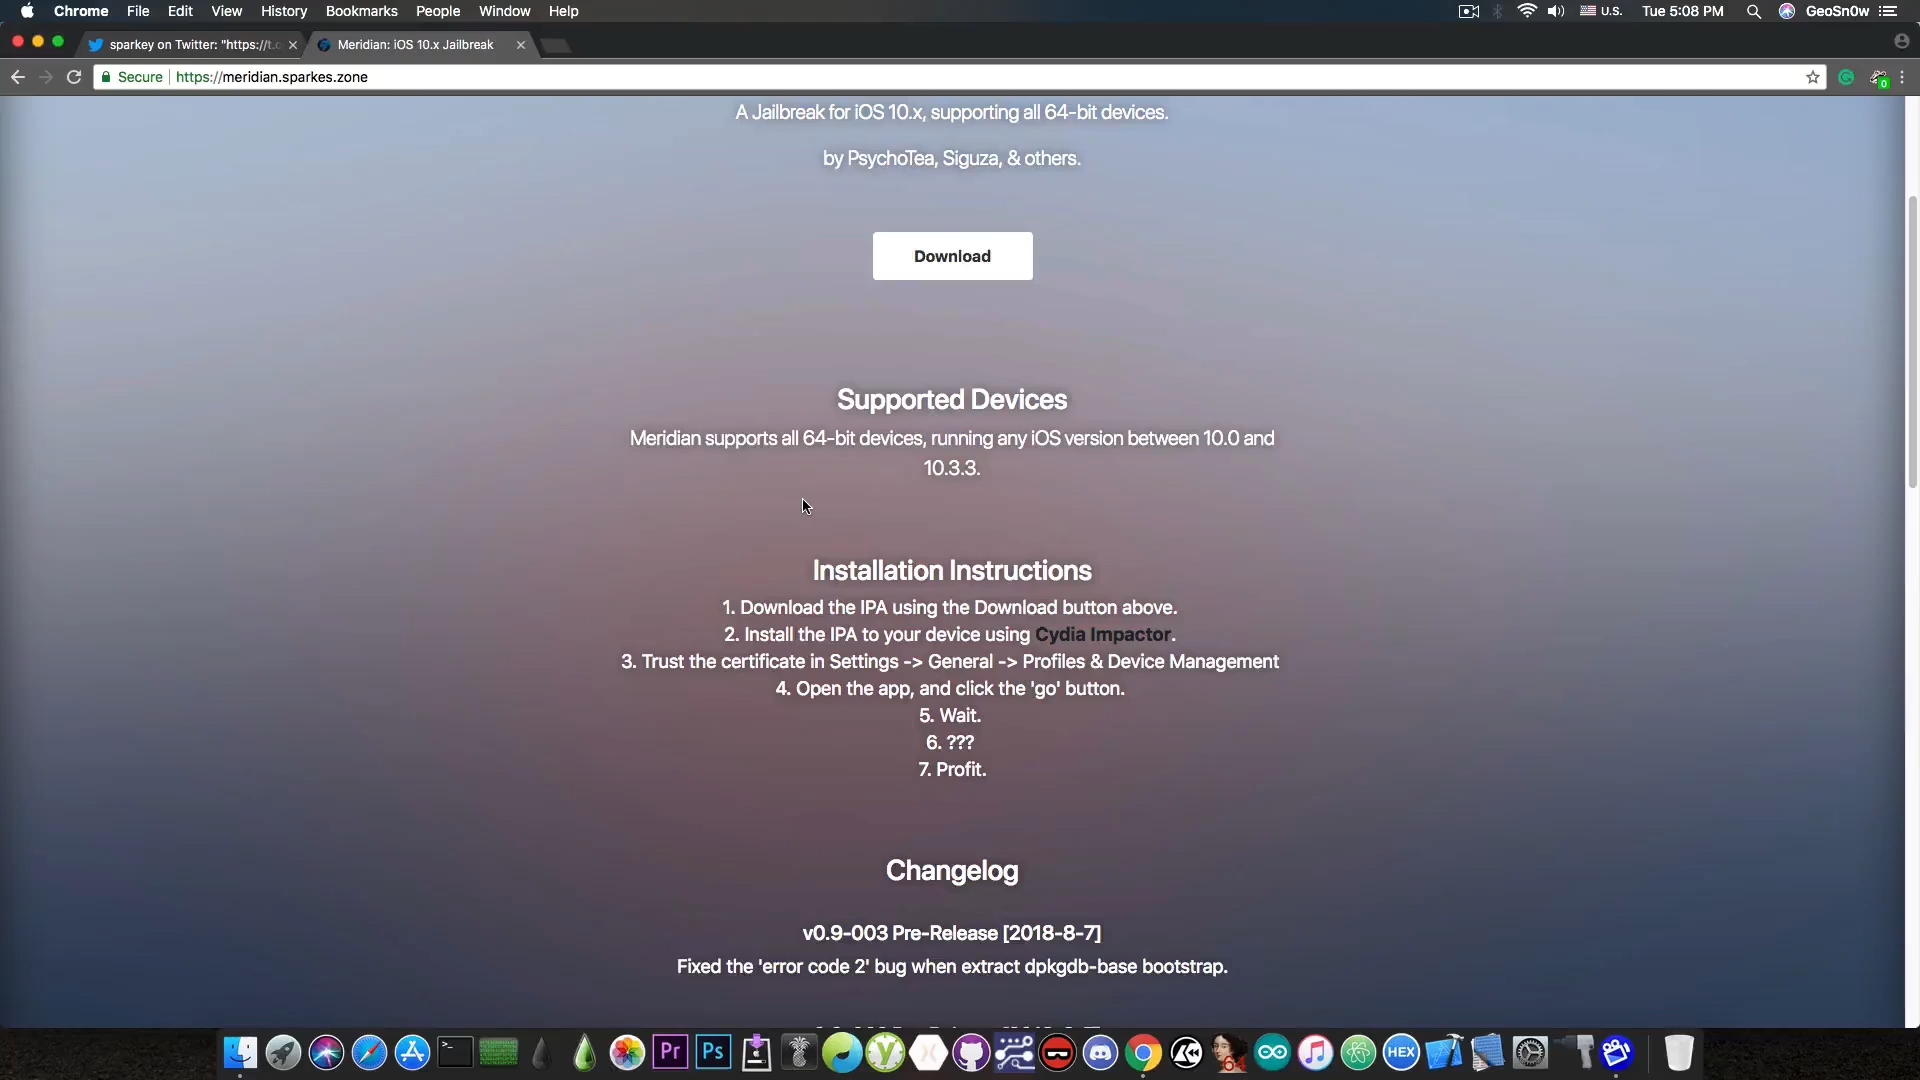 Chrome File Edit View History Bookmarks People Window Help U.S. Tue 5:08 PM GeoSn0w
sparkey on Twitter: "https://t.c Meridian: iOS 10.x Jailbreak
Secure https://meridian.sparkes.zone 0
A Jailbreak for iOS 10.x, supporting all 64-bit devices.
by PsychoTea, Siguza, & others.
Download
Supported Devices
Meridian supports all 64-bit devices, running any iOS version between 10.0 and
10.3.3.
Installation Instructions
1. Download the IPA using the Download button above.
2. Install the IPA to your device using Cydia Impactor.
3. Trust the certificate in Settings -> General -> Profiles & Device Management
4. Open the app, and click the 'go' button.
5. Wait.
6. ???
7. Profit.
Changelog
v0.9-003 Pre-Release [2018-8-7]
Fixed the 'error code 2' bug when extract dpkgdb-base bootstrap.
Pr Ps 64 HEX